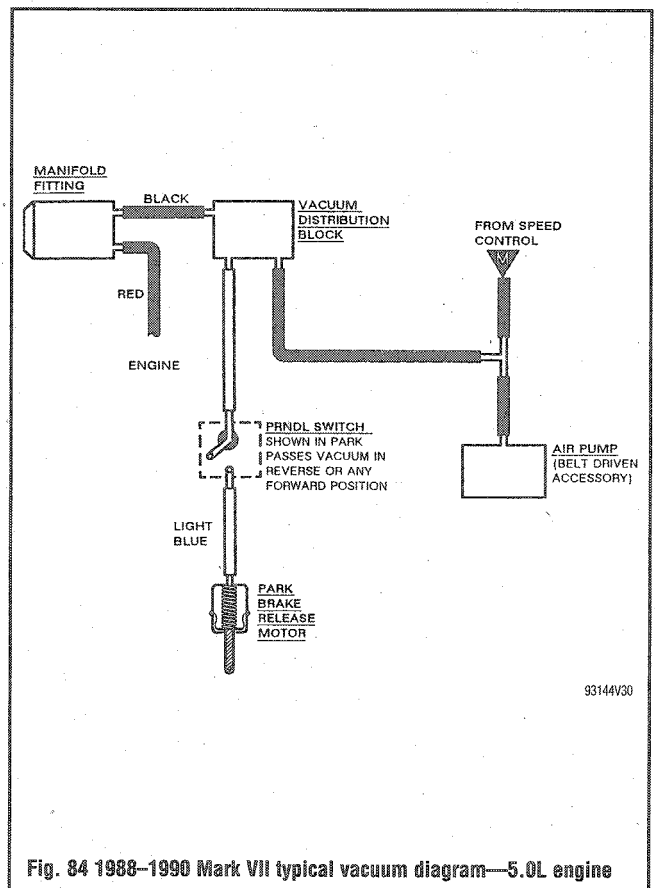 MANIFOLD
FITTING
BLACK
VACUUM
DISTRIBUTION
BLOCK
FROM SPEED
CONTROL
M
RED
ENGINE
PRNDL SWITCH
SHOWN IN PARK
PASSES VACUUM IN
REVERSE OR ANY
FORWARD POSITION
AIR PUMP
(BELT DRIVEN
ACCESSORY)
LIGHT
BLUE
PARK
BRAKE
RELEASE
MOTOR
93144V30
Fig. 84 1988–1990 Mark VII typical vacuum diagram—5.0L engine